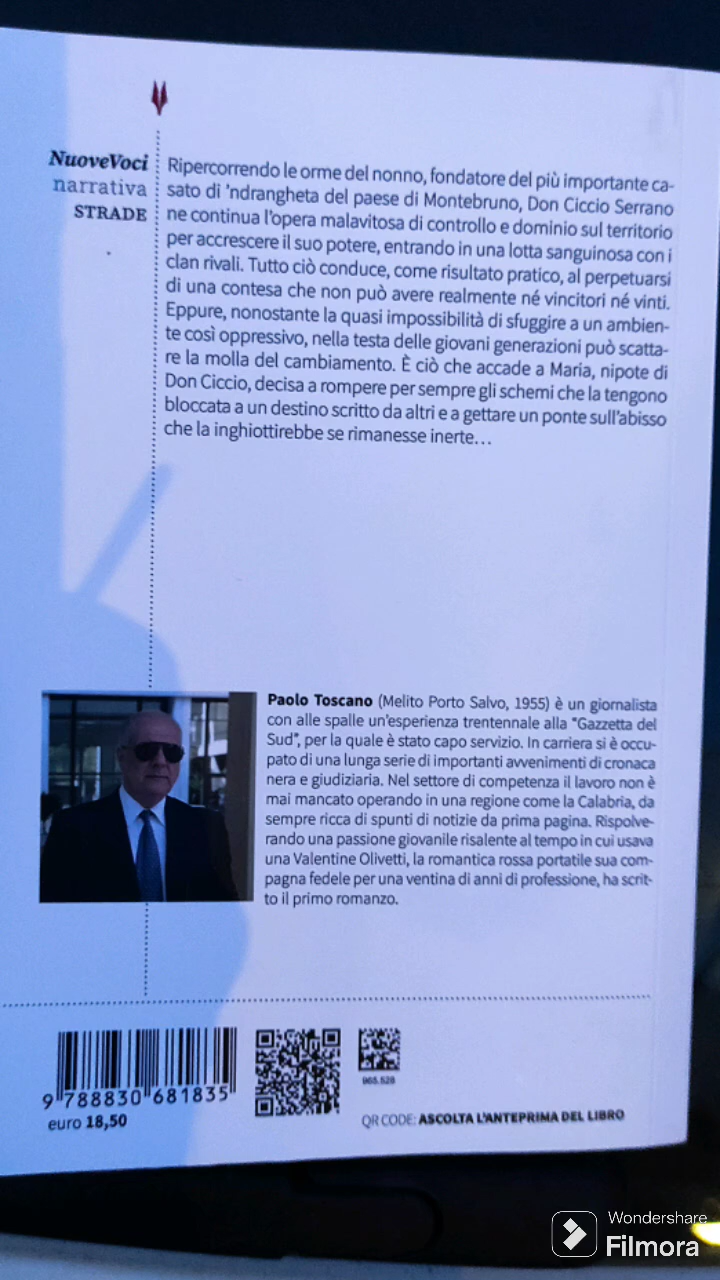 NuoveVoci
narrativa
STRADE
Ripercorrendo le orme del nonno, fondatore del più importante ca-
sato di 'ndrangheta del paese di Montebruno, Don Ciccio Serrano
ne continua l'opera malavitosa di controllo e dominio sul territorio
per accrescere il suo potere, entrando in una lotta sanguinosa con i
clan rivali. Tutto ciò conduce, come risultato pratico, al perpetuarsi
di una contesa che non può avere realmente né vincitori né vinti.
Eppure, nonostante la quasi impossibilità di sfuggire a un ambien-
te così oppressivo, nella testa delle giovani generazioni può scatta-
re la molla del cambiamento. È ciò che accade a Maria, nipote di
Don Ciccio, decisa a rompere per sempre gli schemi che la tengono
bloccata a un destino scritto da altri e a gettare un ponte sull'abisso
che la inghiottirebbe se rimanesse inerte...
Paolo Toscano (Melito Porto Salvo, 1955) è un giornalista
con alle spalle un'esperienza trentennale alla "Gazzetta del
Sud", per la quale è stato capo servizio. In carriera si è occu-
pato di una lunga serie di importanti avvenimenti di cronaca
nera e giudiziaria. Nel settore di competenza il lavoro non è
mai mancato operando in una regione come la Calabria, da
sempre ricca di spunti di notizie da prima pagina. Rispolve-
rando una passione giovanile risalente al tempo in cui usava
una Valentine Olivetti, la romantica rossa portatile sua com-
pagna fedele per una ventina di anni di professione, ha scrit-
to il primo romanzo.
9 788830 681835
euro 18,50
QR CODE: ASCOLTA L'ANTEPRIMA DEL LIBRO
Wondershare
Filmora